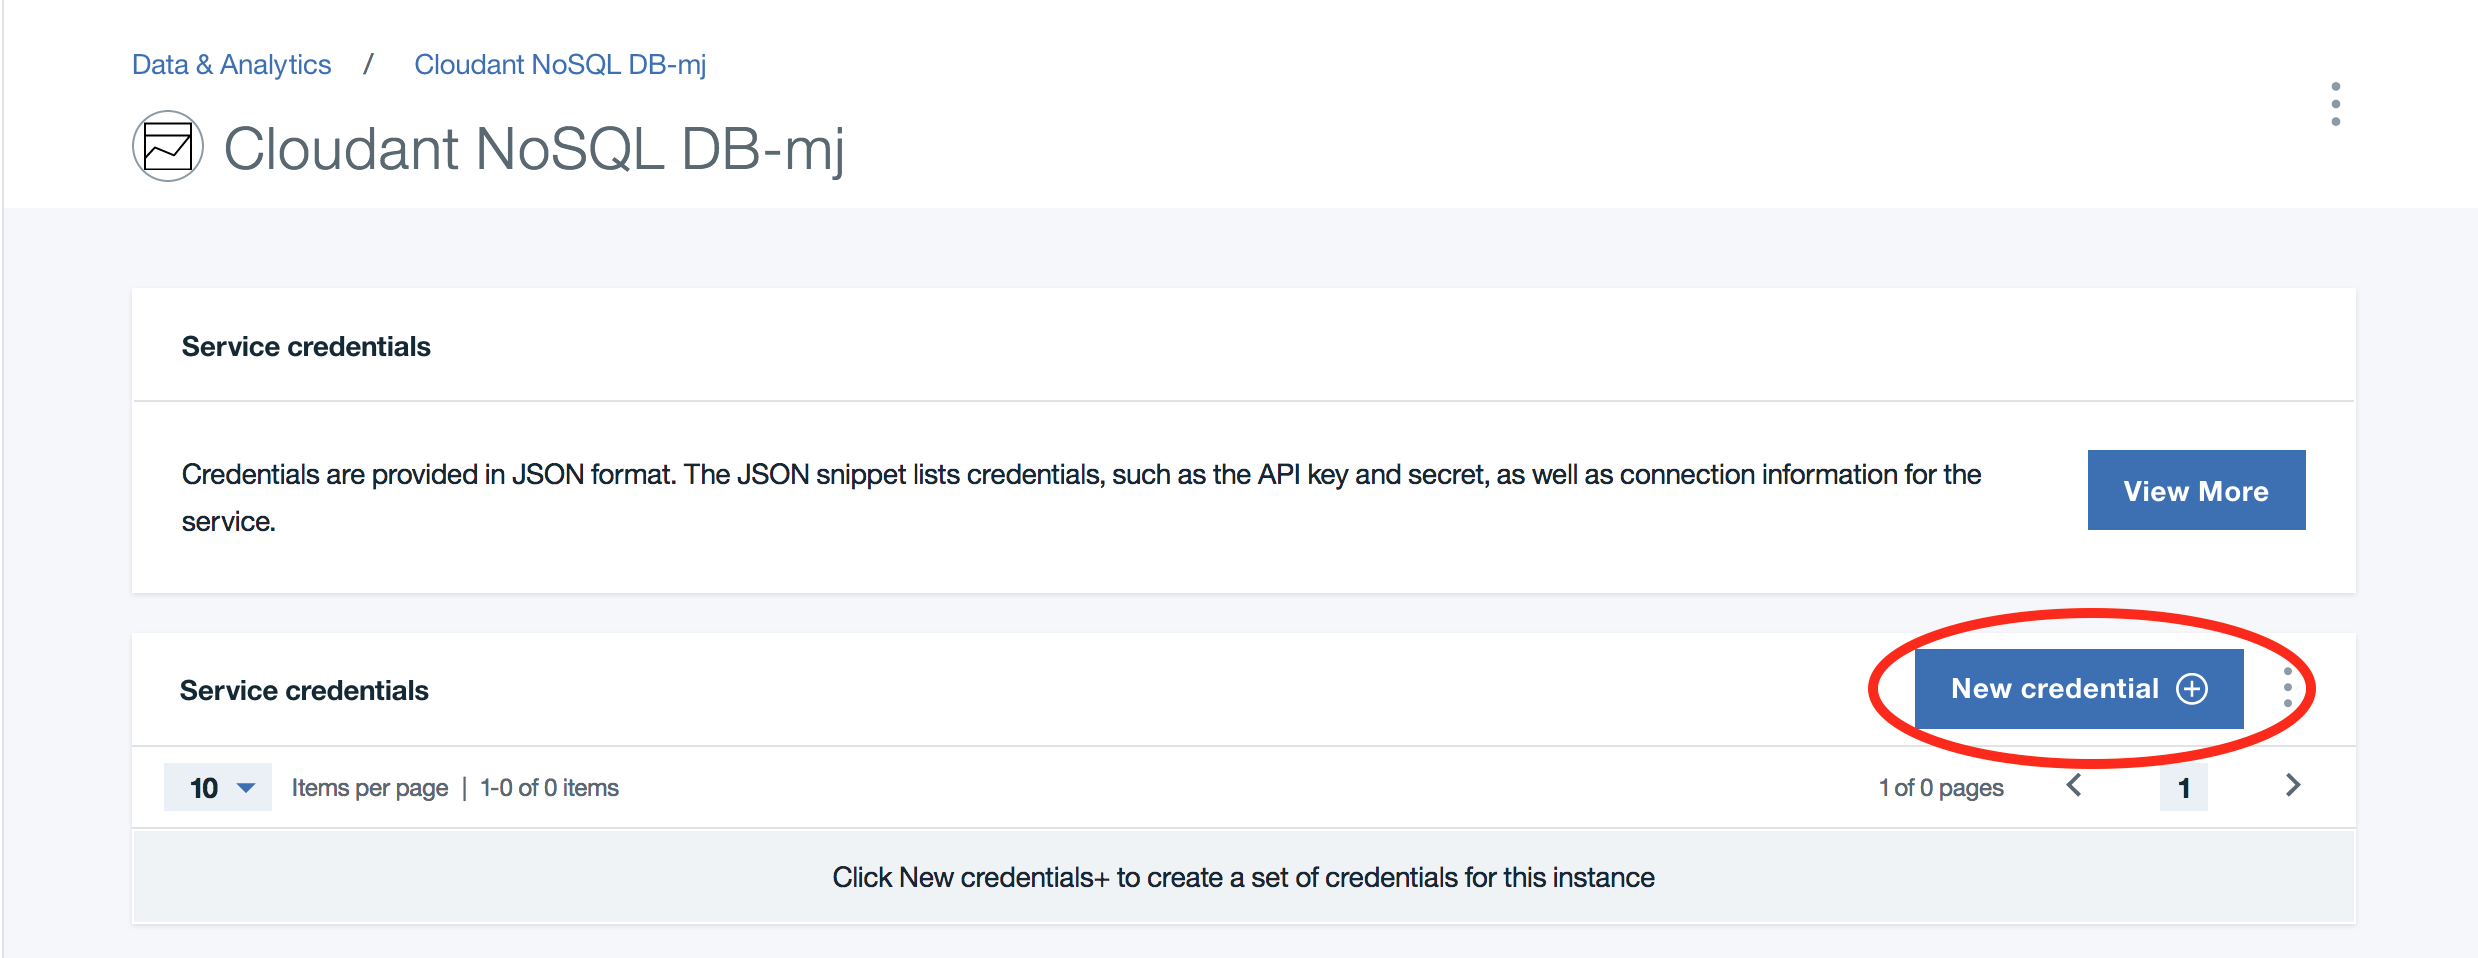 Data & Analytics / Cloudant NoSQL DB-mj
Cloudant NoSQL DB-mj
Service credentials
Credentials are provided in JSON format. The JSON snippet lists credentials, such as the API key and secret, as well as connection information for the
service.
View More
Service credentials
New credential
10 Items per page | 1-0 of 0 items
1 of 0 pages 1
Click New credentials+ to create a set of credentials for this instance